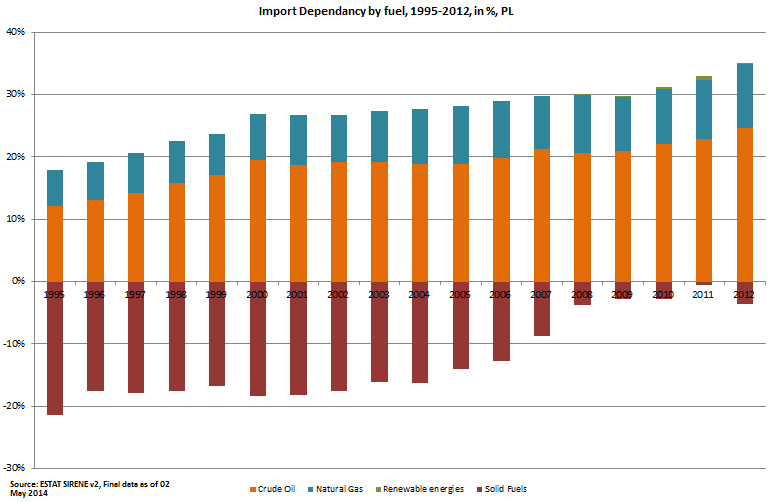 Import Dependancy by fuel, 1995-2012, in %, PL
40%
30%
20%
10%
0%
1995 1996 1997 1998 1999 2000 2001 2002 2003 2004 2005 2006 2007 2008 2009 2010 2011 2012
-10%
-20%
-30%
Source: ESTAT SIRENE v2, Final data as of 02
May 2014
Crude Oil Natural Gas Renewable energies Solid Fuels